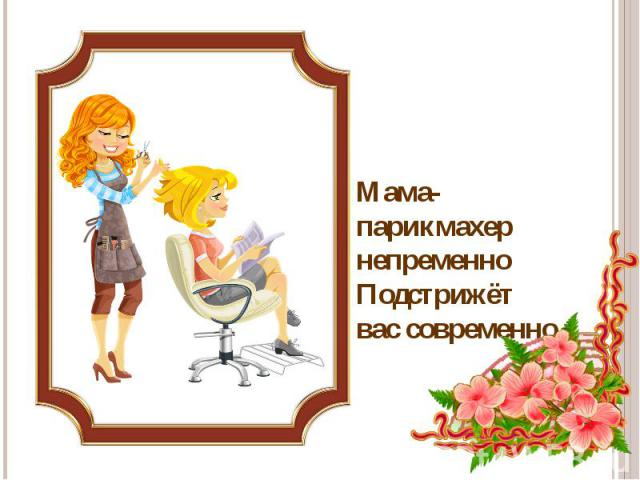 Мама-
парикмахер
непременно
Подстрижёт
вас современно